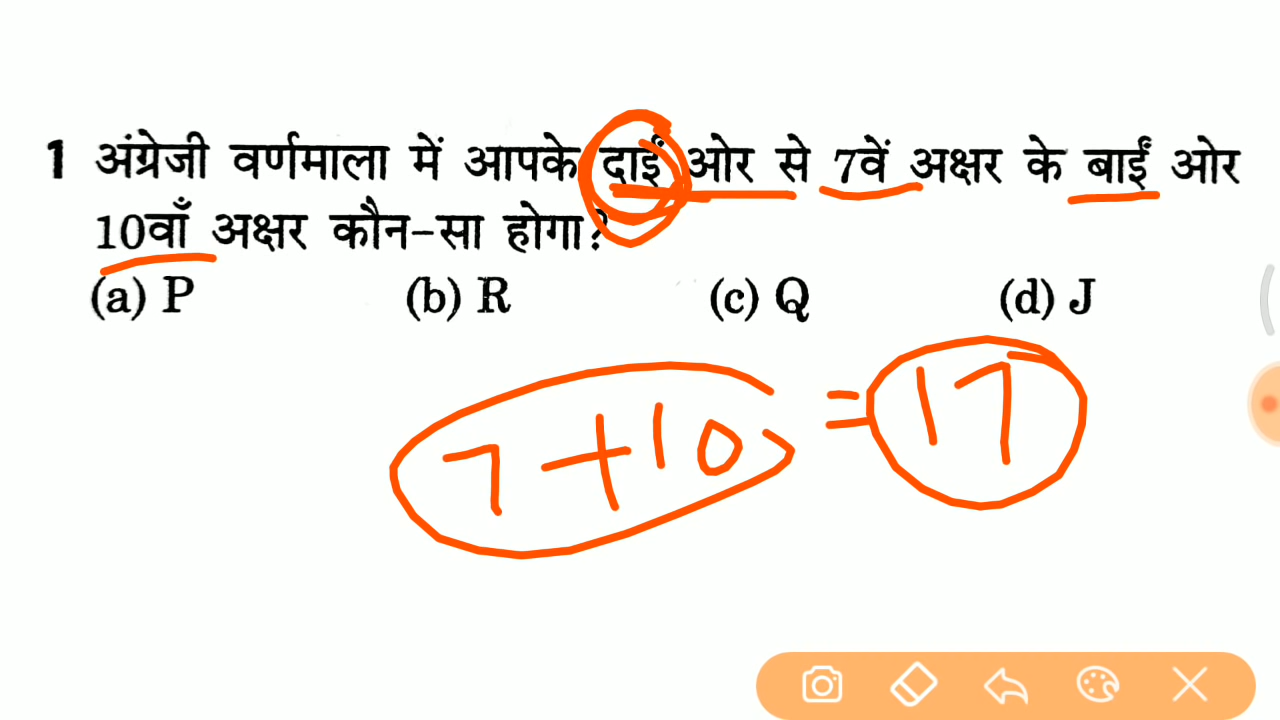 1 अंग्रेजी वर्णमाला में आपके दाईं ओर से 7वें अक्षर के बाईं ओर
10वाँ अक्षर कौन-सा होगा?
(a) P (b) R (c) Q (d) J
7 + 10 = 17